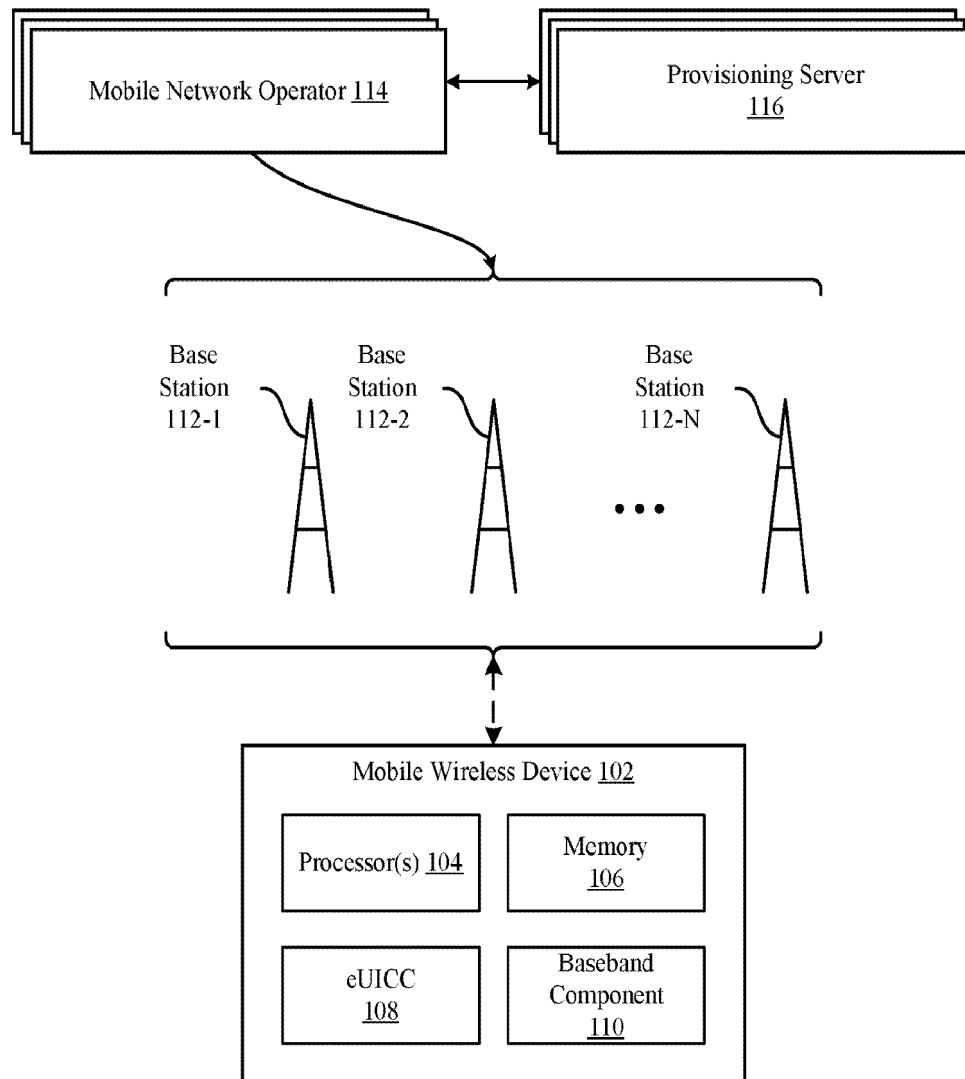 Mobile Network Operator 114
Provisioning Server
116
Base
Station
112-1
Base
Station
112-2
Base
Station
112-N
Mobile Wireless Device 102
Processor(s) 104
Memory
106
eUICC
108
Baseband
Component
110